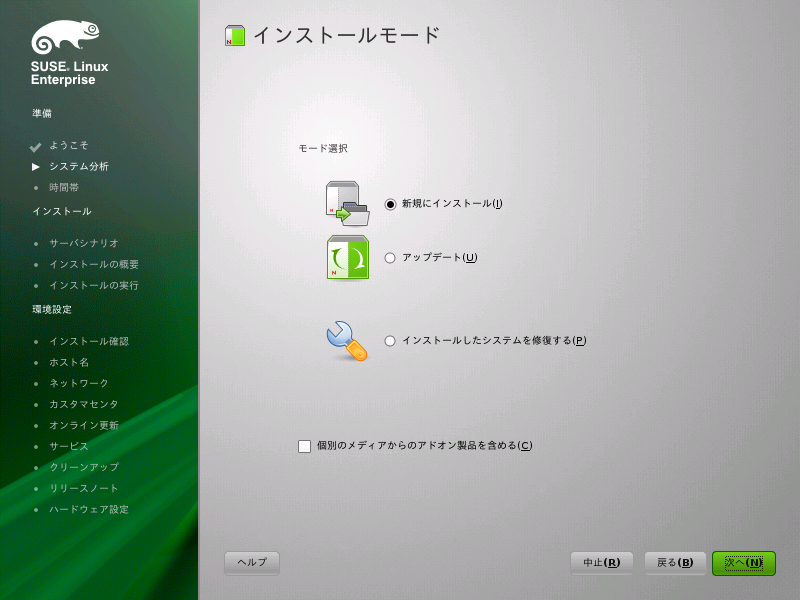 SUSE® Linux
Enterprise
準備
ようこそ
システム分析
時間帯
インストール
サーバシナリオ
インストールの概要
インストールの実行
環境設定
インストール確認
ホスト名
ネットワーク
カスタマセンタ
オンライン更新
サービス
クリーンアップ
リリースノート
ハードウェア設定
インストールモード
モード選択
新規にインストール(I)
アップデート(U)
インストールしたシステムを修復する(P)
個別のメディアからのアドオン製品を含める(C)
ヘルプ
中止(R)
戻る(B)
次へ(N)